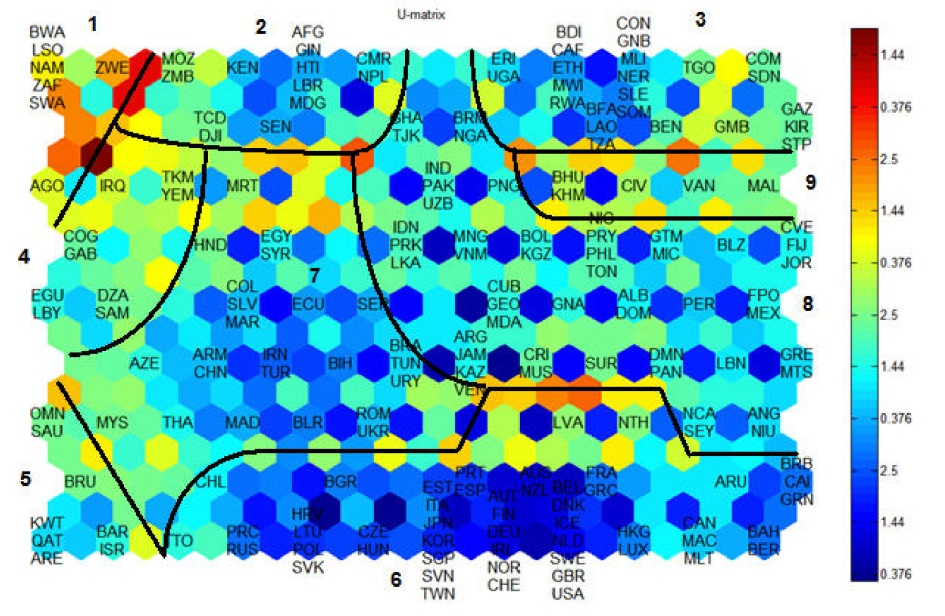 U-matrix
1
2
3
BWA
LSO
NAM
ZAF
SWA
ZWE
MOZ
ZMB
KEN
AFG
GIN
HTI
LBR
MDG
CMR
NPL
ERI
UGA
BDI
CAF
ETH
MWI
RWA
CON
GNB
MLI
NER
SLE
SOM
TGO
COM
SDN
TCD
DJI
SEN
GHA
TJK
BRM
NGA
BFA
LAO
TZA
BEN
GMB
GAZ
KIR
STP
AGO
IRQ
TKM
YEM
MRT
IND
PAK
UZB
PNG
BHU
KHM
CIV
VAN
MAL
9
4
COG
GAB
HND
EGY
SYR
IDN
PRK
LKA
MNG
VNM
BOL
KGZ
NIC
PRY
PHL
TON
GTM
MIC
BLZ
CVE
FIJ
JOR
7
EGU
LBY
DZA
SAM
COL
SLV
MAR
ECU
SER
CUB
GEO
MDA
GNA
ALB
DOM
PER
FPO
MEX
8
AZE
ARM
CHN
IRN
TUR
BIH
BRA
TUN
URY
ARG
JAM
KAZ
VEN
CRI
MUS
SUR
DMN
PAN
LBN
GRE
MTS
OMN
SAU
MYS
THA
MAD
BLR
ROM
UKR
LVA
NTH
NCA
SEY
ANG
NIU
5
BRU
CHL
BGR
PRT
ESP
AUS
NZL
FRA
GRC
ARU
BRB
CAI
GRN
KWT
QAT
ARE
BAR
ISR
TTO
PRC
RUS
HRV
LTU
POL
SVK
CZE
HUN
EST
ITA
JPN
KOR
SGP
SVN
TWN
AUT
FIN
DEU
IRL
NOR
CHE
BEL
DNK
ICE
NLD
SWE
GBR
USA
HKG
LUX
CAN
MAC
MLT
BAH
BER
6
1.44
0.376
2.5
1.44
0.376
2.5
1.44
0.376
2.5
1.44
0.376